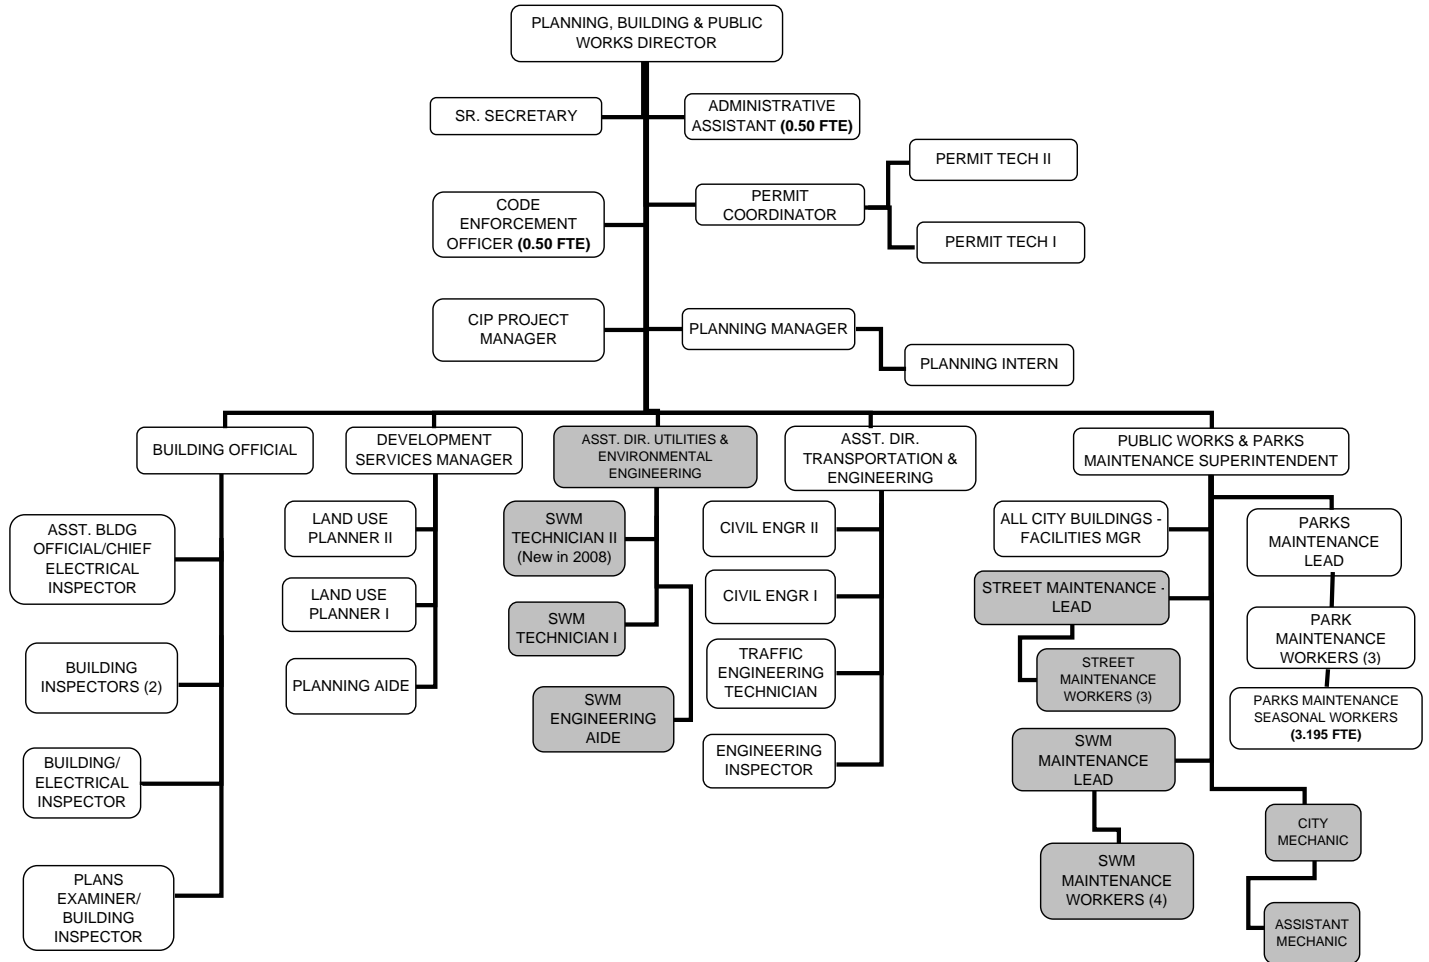 PLANNING, BUILDING & PUBLIC
WORKS DIRECTOR
SR. SECRETARY
ADMINISTRATIVE
ASSISTANT (0.50 FTE)
PERMIT TECH II
CODE
ENFORCEMENT
OFFICER (0.50 FTE)
PERMIT
COORDINATOR
PERMIT TECH I
CIP PROJECT
MANAGER
PLANNING MANAGER
PLANNING INTERN
BUILDING OFFICIAL
DEVELOPMENT
SERVICES MANAGER
ASST. DIR. UTILITIES &
ENVIRONMENTAL
ENGINEERING
ASST. DIR.
TRANSPORTATION &
ENGINEERING
PUBLIC WORKS & PARKS
MAINTENANCE SUPERINTENDENT
ASST. BLDG
OFFICIAL/CHIEF
ELECTRICAL
INSPECTOR
BUILDING
INSPECTORS (2)
BUILDING/
ELECTRICAL
INSPECTOR
PLANS
EXAMINER/
BUILDING
INSPECTOR
LAND USE
PLANNER II
LAND USE
PLANNER I
PLANNING AIDE
SWM
TECHNICIAN II
(New in 2008)
SWM
TECHNICIAN I
SWM
ENGINEERING
AIDE
CIVIL ENGR II
CIVIL ENGR I
TRAFFIC
ENGINEERING
TECHNICIAN
ENGINEERING
INSPECTOR
ALL CITY BUILDINGS -
FACILITIES MGR
STREET MAINTENANCE -
LEAD
STREET
MAINTENANCE
WORKERS (3)
SWM
MAINTENANCE
LEAD
SWM
MAINTENANCE
WORKERS (4)
PARKS
MAINTENANCE
LEAD
PARK
MAINTENANCE
WORKERS (3)
PARKS MAINTENANCE
SEASONAL WORKERS
(3.195 FTE)
CITY
MECHANIC
ASSISTANT
MECHANIC